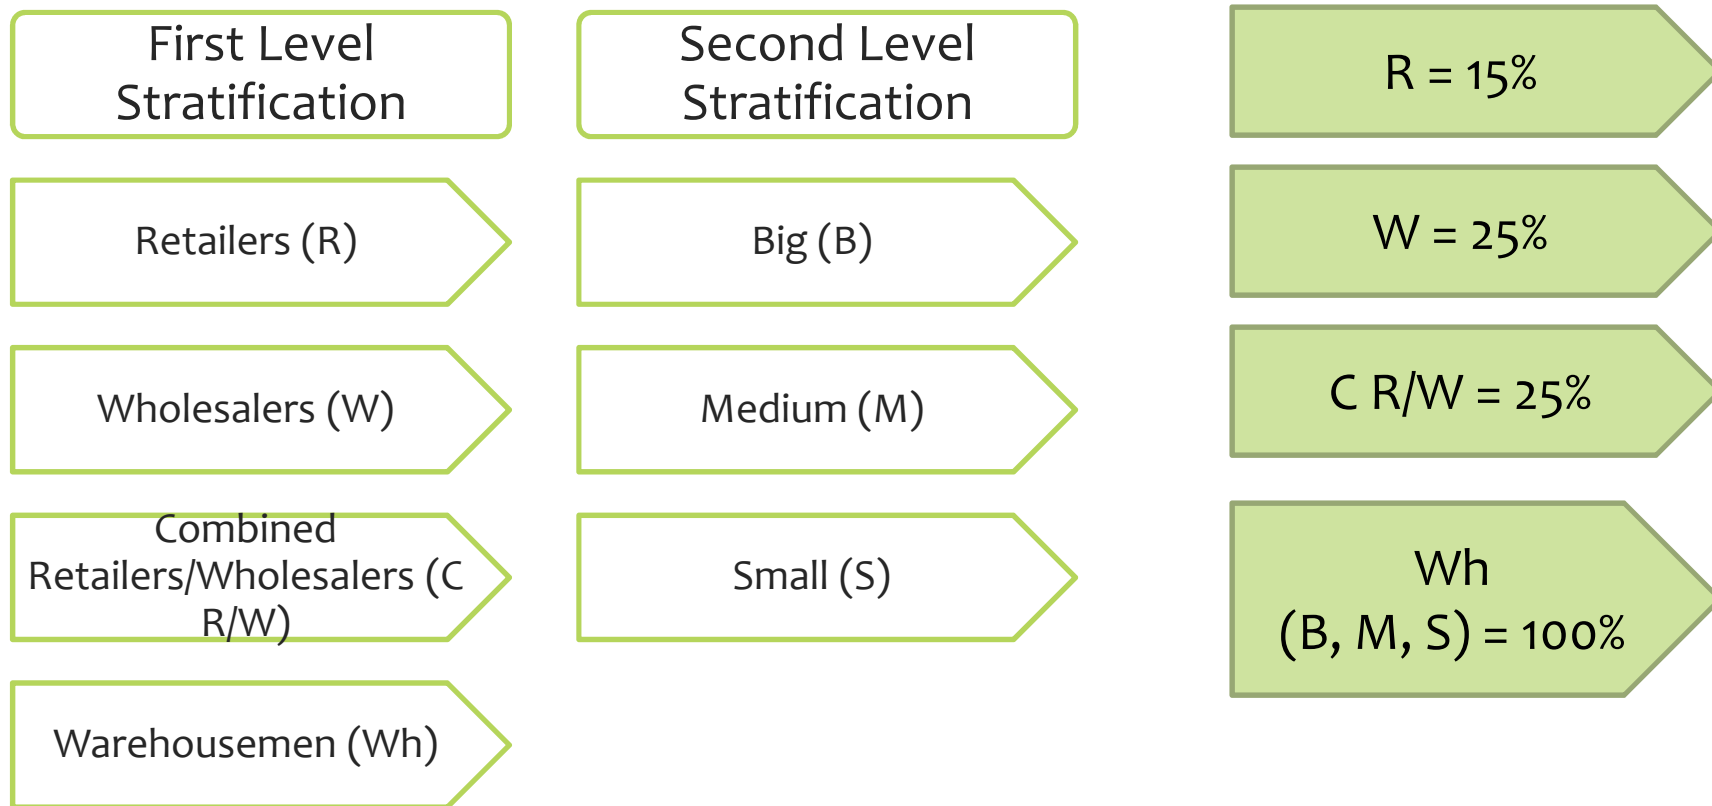 First Level
Stratification
Retailers (R)
Wholesalers (W)
Combined
Retailers/Wholesalers (C
R/W)
Warehousemen (Wh)
Second Level
Stratification
Big (B)
Medium (M)
Small (S)
R = 15%
W = 25%
C R/W = 25%
Wh
(B, M, S) = 100%